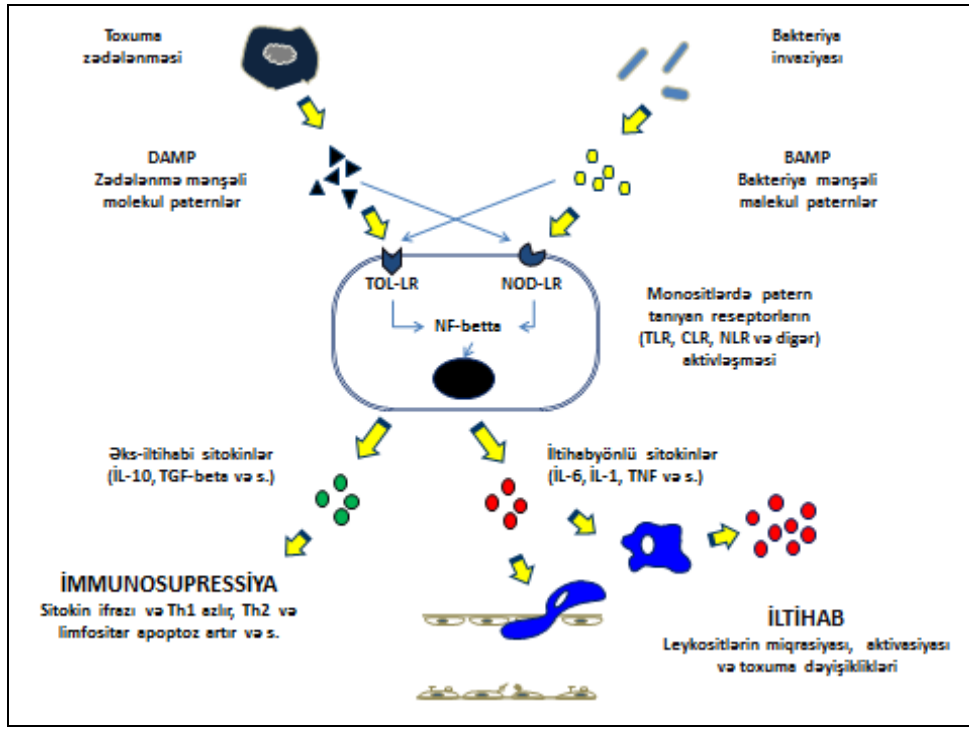 Toxuma
zədələnməsi
Bakteriya
invaziyası
DAMP
Zədələnmə mənşəli
molekul paternlər
BAMP
Bakteriya mənşəli
malekul paternlər
TOL-LR
NOD-LR
NF-betta
Monositlərdə patern
tanıyan reseptorların
(TLR, CLR, NLR və digər)
aktivləşməsi
Əks-iltihabi sitokinlər
(İL-10, TGF-beta və s.)
İltihabyönlü sitokinlər
(İL-6, İL-1, TNF və s.)
İMMUNOSUPRESSİYA
Sitokin ifrazı və Th1 azlır, Th2 və
limfositar apoptoz artır və s.
İLTİHAB
Leykositlərin miqrasiyası, aktivasiyası
və toxuma dəyişiklikləri